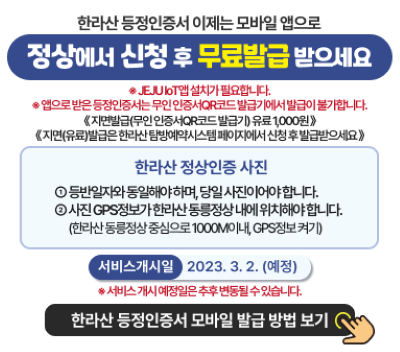 한라산 등정인증서 이제는 모바일 앱으로
정상에서 신청 후 무료발급 받으세요
※ JEJU IoT앱 설치가 필요합니다.
※ 앱으로 받은 등정인증서는 무인 인증서QR코드 발급기에서 발급이 불가합니다.
《 지면발급(무인 인증서QR코드 발급기) 유료 1,000원 》
《 지면(유료)발급은 한라산 탐방예약시스템 페이지에서 신청 후 발급받으세요 》
한라산 정상인증 사진
① 등반일자와 동일해야 하며, 당일 사진이어야 합니다.
② 사진 GPS정보가 한라산 동릉정상 내에 위치해야 합니다.
(한라산 동릉정상 중심으로 1000M이내, GPS정보 켜기)
서비스개시일 2023. 3. 2. (예정)
※ 서비스 개시 예정일은 추후 변동될 수 있습니다.
한라산 등정인증서 모바일 발급 방법 보기